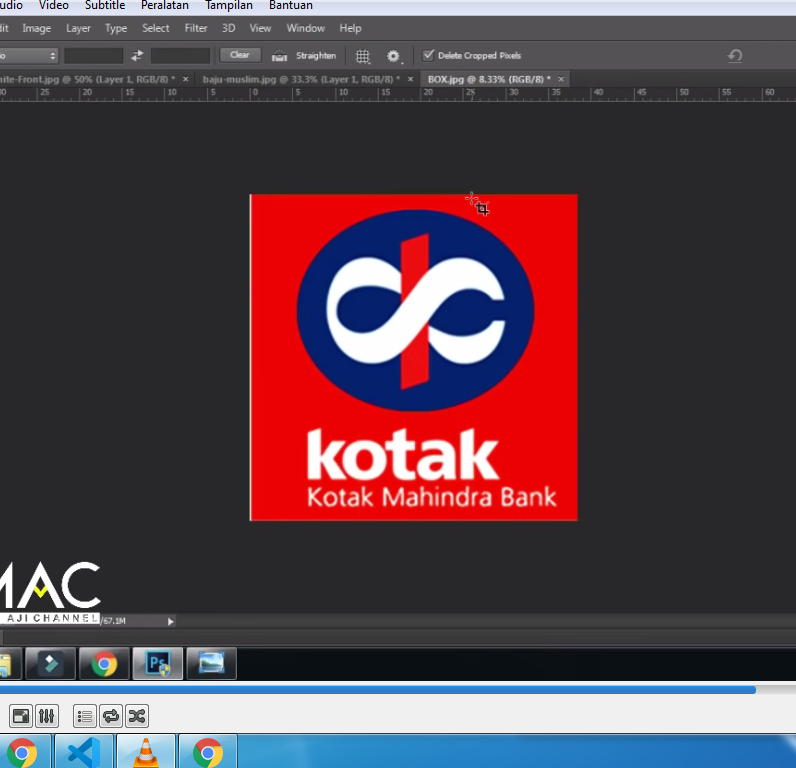 udio Video Subtitle Peralatan Tampilan Bantuan
dit Image Layer Type Select Filter 3D View Window Help
Clear Straighten Delete Cropped Pixels
ite-Front.jpg @ 50% (Layer 1, RGB/8) * × baju-muslim.jpg @ 33.3% (Layer 1, RGB/8) * × BOX.jpg @ 8.33% (RGB/8) * ×
25 20 15 10 5 0 5 10 15 20 25 30 35 40 45 50 55 60
kotak
Kotak Mahindra Bank
MAC
AJI CHANNEL
/67.1M
Ps